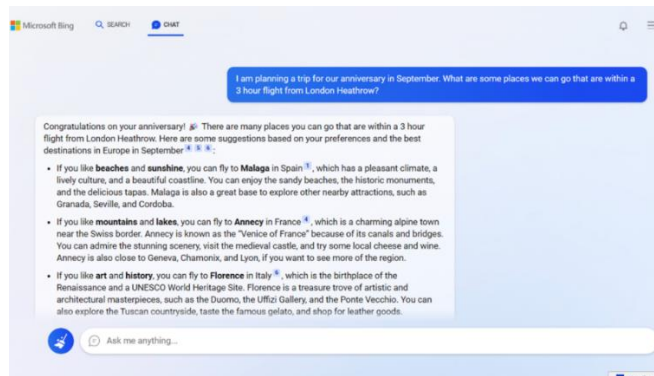 Microsoft Bing
SEARCH
CHAT
I am planning a trip for our anniversary in September. What are some places we can go that are within a
3 hour flight from London Heathrow?
Congratulations on your anniversary! 🎉 There are many places you can go that are within a 3 hour
flight from London Heathrow. Here are some suggestions based on your preferences and the best
destinations in Europe in September 4 5 6 :
• If you like beaches and sunshine, you can fly to Malaga in Spain 1 , which has a pleasant climate, a
lively culture, and a beautiful coastline. You can enjoy the sandy beaches, the historic monuments,
and the delicious tapas. Malaga is also a great base to explore other nearby attractions, such as
Granada, Seville, and Cordoba.
• If you like mountains and lakes, you can fly to Annecy in France 4 , which is a charming alpine town
near the Swiss border. Annecy is known as the "Venice of France" because of its canals and bridges.
You can admire the stunning scenery, visit the medieval castle, and try some local cheese and wine.
Annecy is also close to Geneva, Chamonix, and Lyon, if you want to see more of the region.
• If you like art and history, you can fly to Florence in Italy 6 , which is the birthplace of the
Renaissance and a UNESCO World Heritage Site. Florence is a treasure trove of artistic and
architectural masterpieces, such as the Duomo, the Uffizi Gallery, and the Ponte Vecchio. You can
also explore the Tuscan countryside, taste the famous gelato, and shop for leather goods.
Ask me anything...